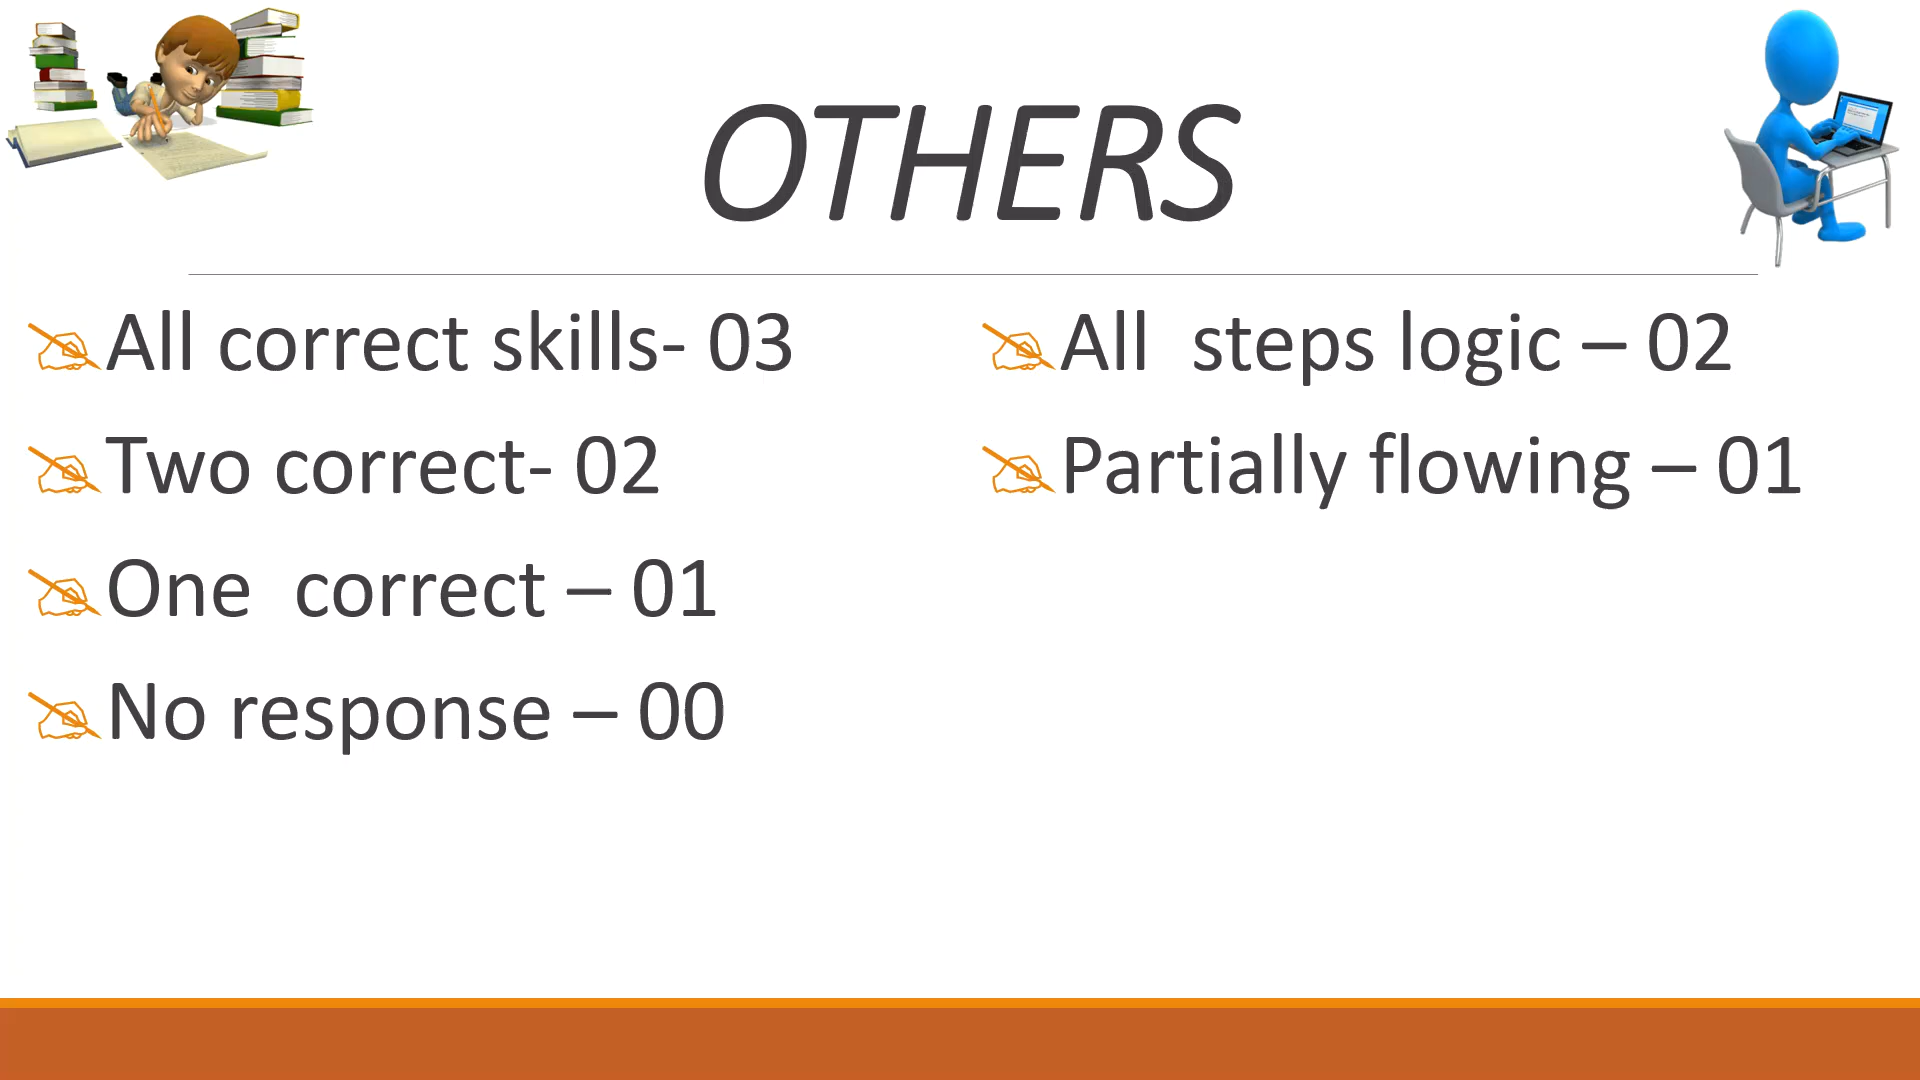 OTHERS
All correct skills- 03
Two correct- 02
One  correct – 01
No response – 00
All  steps logic – 02
Partially flowing – 01